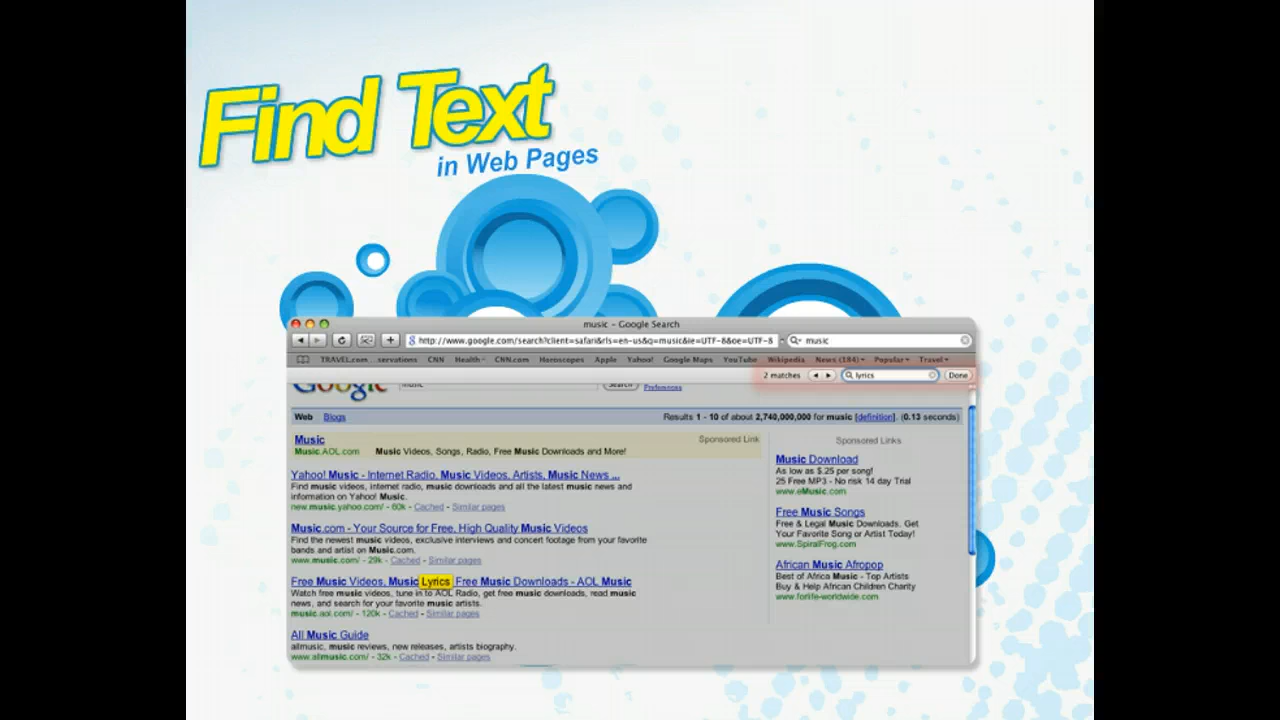 Find Text
in Web Pages
music – Google Search
http://www.google.com/search?client=safari&rls=en-us&q=music&ie=UTF-8&oe=UTF-8
music
TRAVEL.com...servations CNN Health CNN.com Horoscopes Apple Yahoo! Google Maps YouTube Wikipedia News (184) Popular Travel
2 matches lyrics Done
Google music Search Preferences
Web Blogs Results 1 - 10 of about 2,740,000,000 for music [definition]. (0.13 seconds)
Music Sponsored Link
Music.AOL.com Music Videos, Songs, Radio, Free Music Downloads and More!
Yahoo! Music - Internet Radio, Music Videos, Artists, Music News ...
Find music videos, internet radio, music downloads and all the latest music news and
information on Yahoo! Music.
new.music.yahoo.com/ - 60k - Cached - Similar pages
Music.com - Your Source for Free, High Quality Music Videos
Find the newest music videos, exclusive interviews and concert footage from your favorite
bands and artist on Music.com.
www.music.com/ - 29k - Cached - Similar pages
Free Music Videos, Music Lyrics Free Music Downloads - AOL Music
Watch free music videos, tune in to AOL Radio, get free music downloads, read music
news, and search for your favorite music artists.
music.aol.com/ - 120k - Cached - Similar pages
All Music Guide
allmusic, music reviews, new releases, artists biography.
www.allmusic.com/ - 32k - Cached - Similar pages
Sponsored Links
Music Download
As low as $.25 per song!
25 Free MP3 - No risk 14 day Trial
www.eMusic.com
Free Music Songs
Free & Legal Music Downloads. Get
Your Favorite Song or Artist Today!
www.SpiralFrog.com
African Music Afropop
Best of Africa Music - Top Artists
Buy & Help African Children Charity
www.forlife-worldwide.com